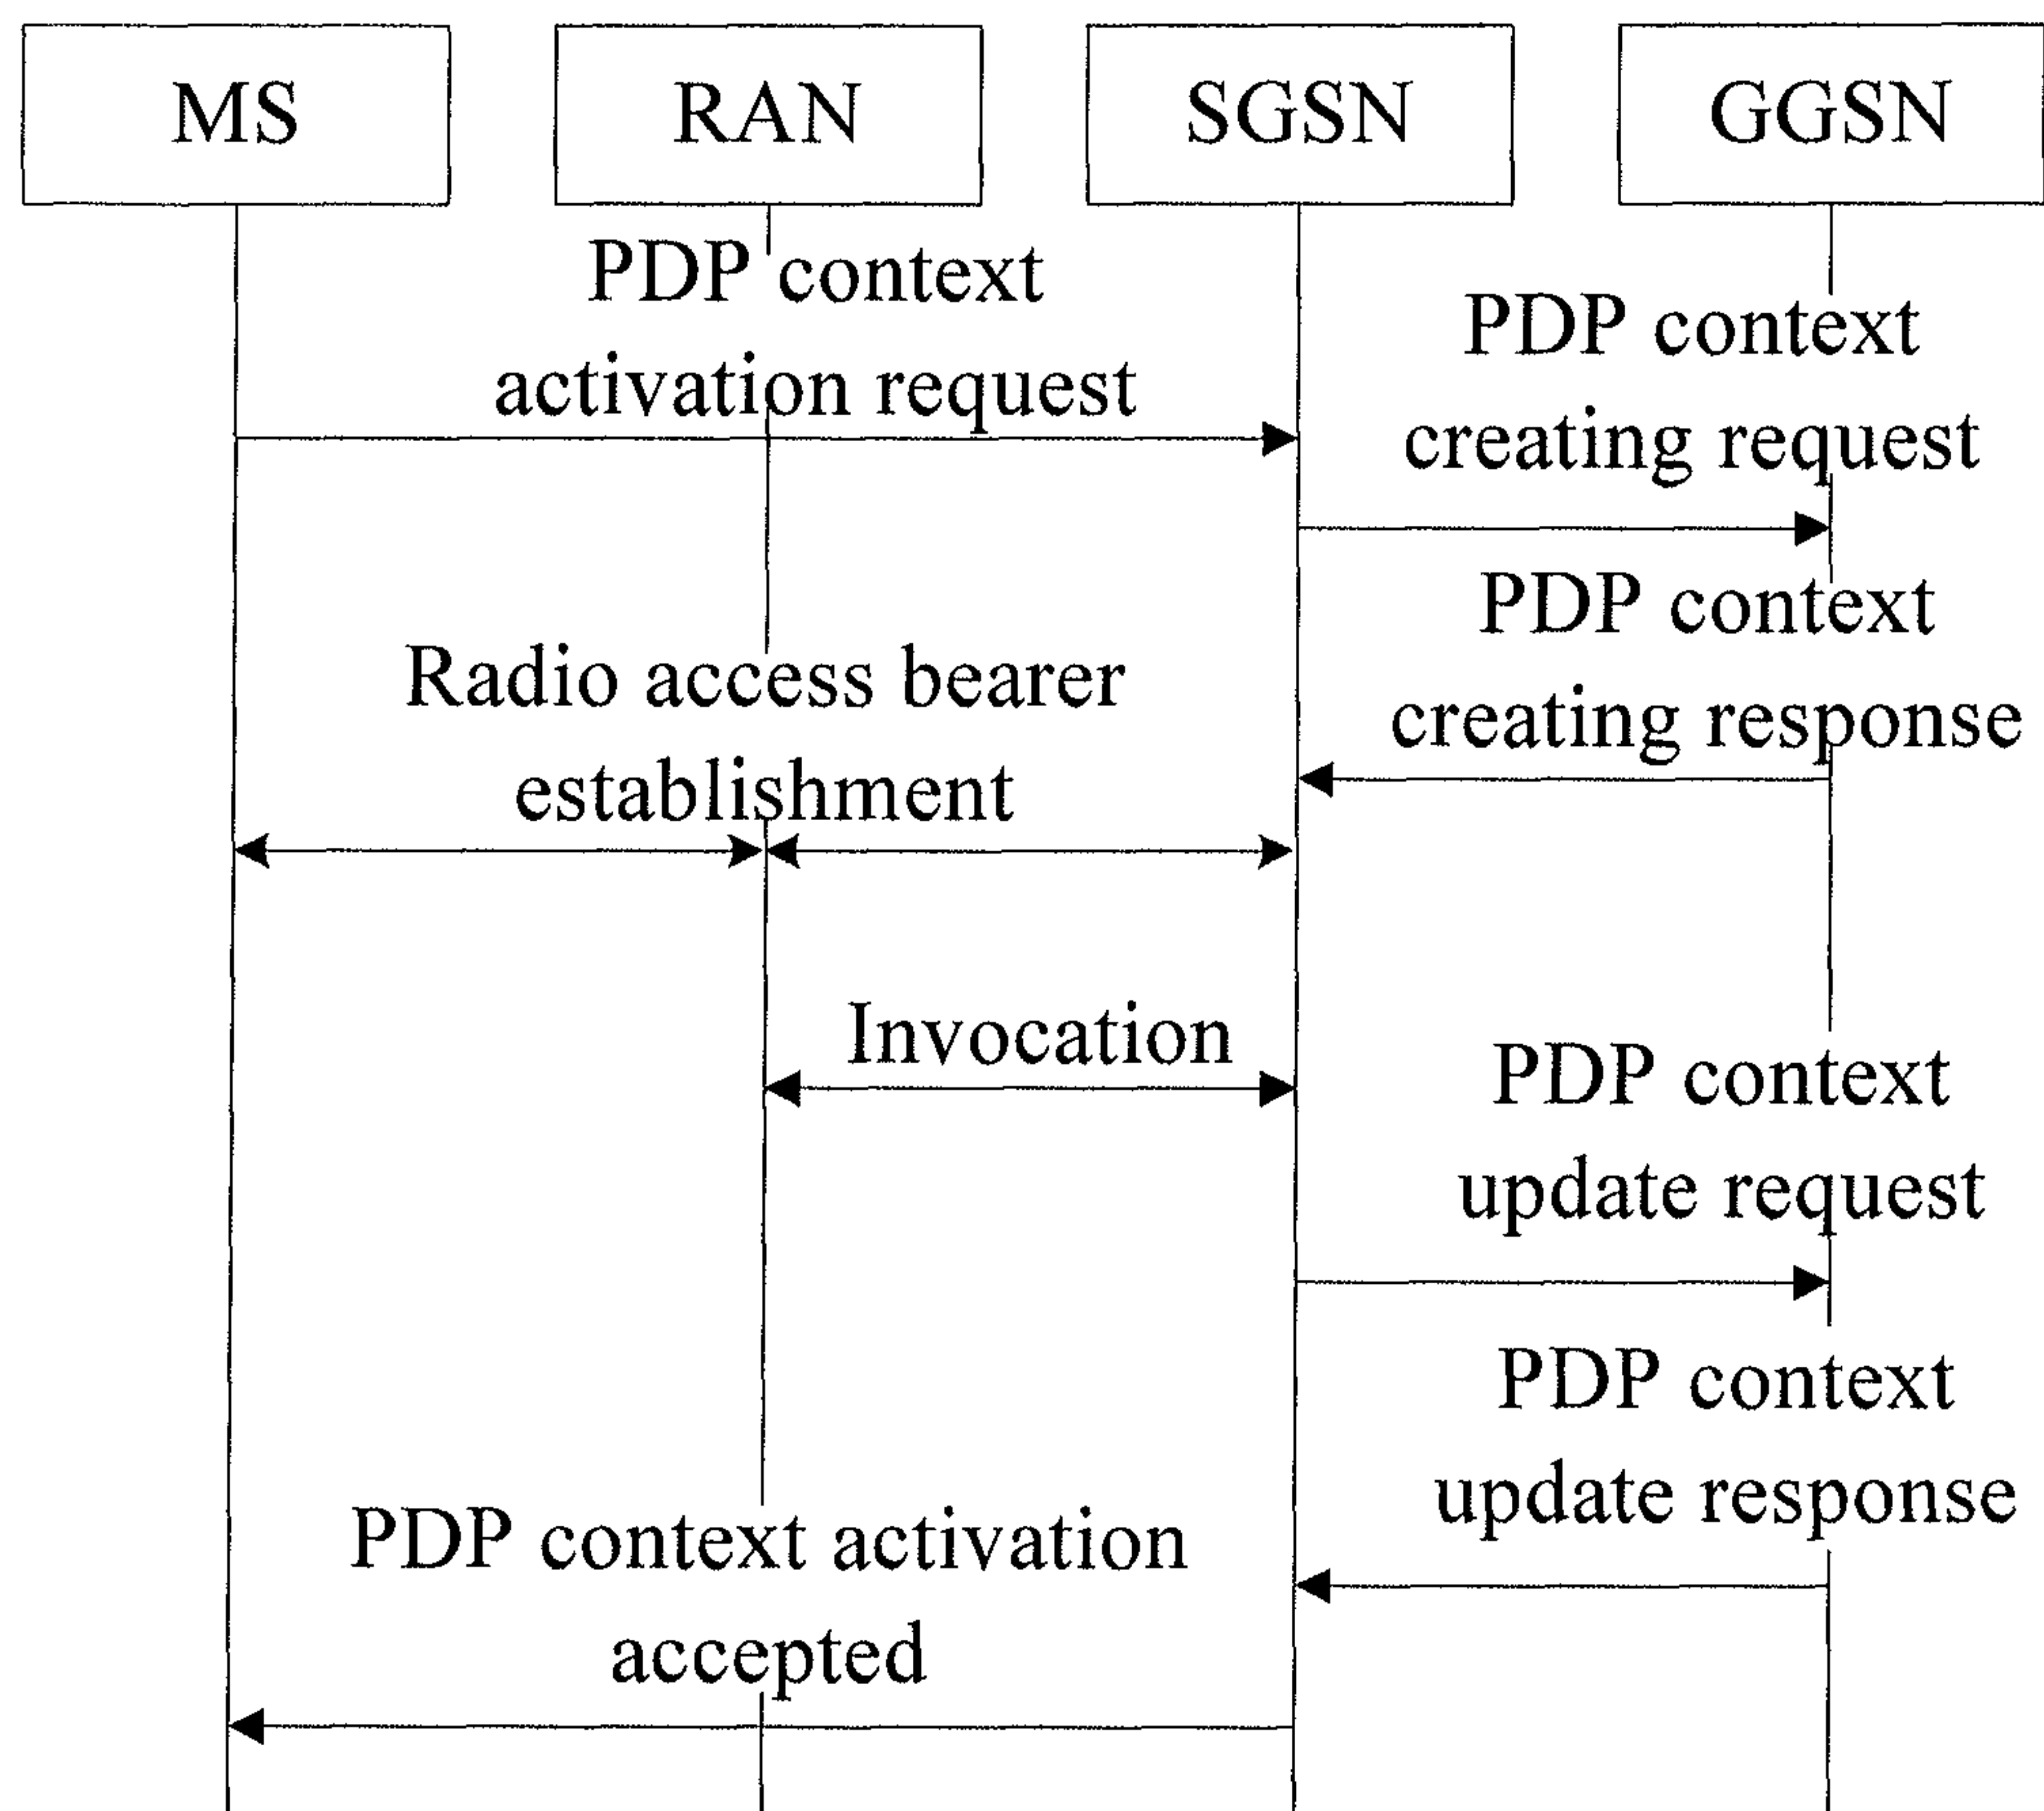 MS
RAN
SGSN
GGSN
PDP context
activation request
PDP context
creating request
PDP context
creating response
Radio access bearer
establishment
Invocation
PDP context
update request
PDP context
update response
PDP context activation
accepted